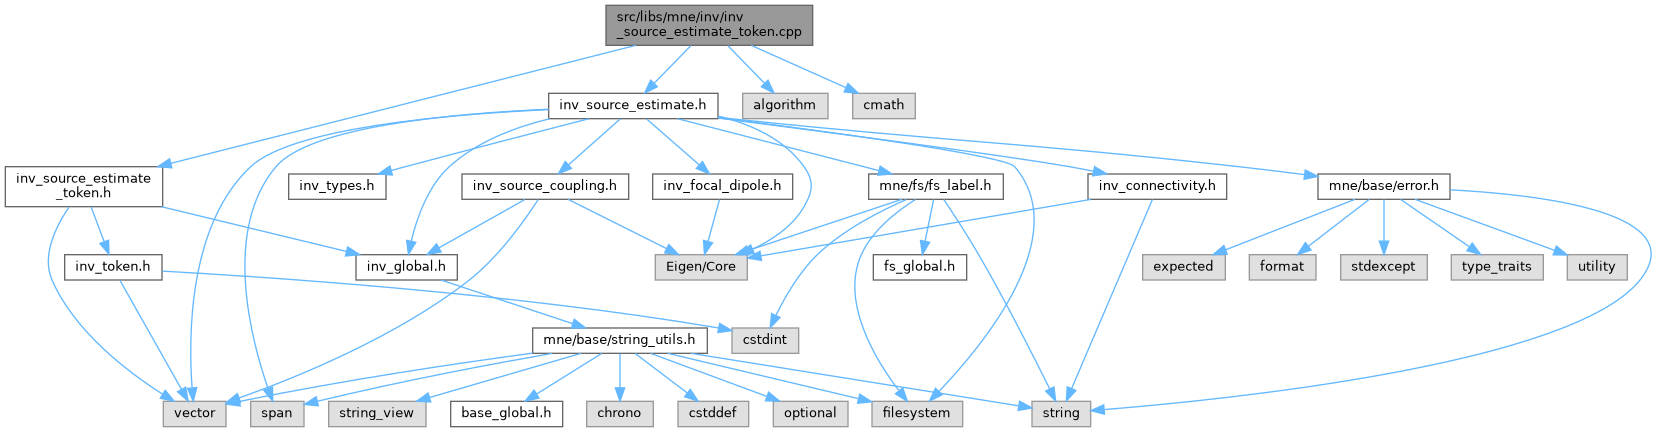 src/libs/mne/inv/inv
_source_estimate_token.cpp
inv_source_estimate.h
algorithm
cmath
inv_source_estimate
_token.h
inv_types.h
inv_source_coupling.h
inv_focal_dipole.h
mne/fs/fs_label.h
inv_connectivity.h
mne/base/error.h
inv_token.h
inv_global.h
Eigen/Core
fs_global.h
expected
format
stdexcept
type_traits
utility
mne/base/string_utils.h
cstdint
vector
span
string_view
base_global.h
chrono
cstddef
optional
filesystem
string